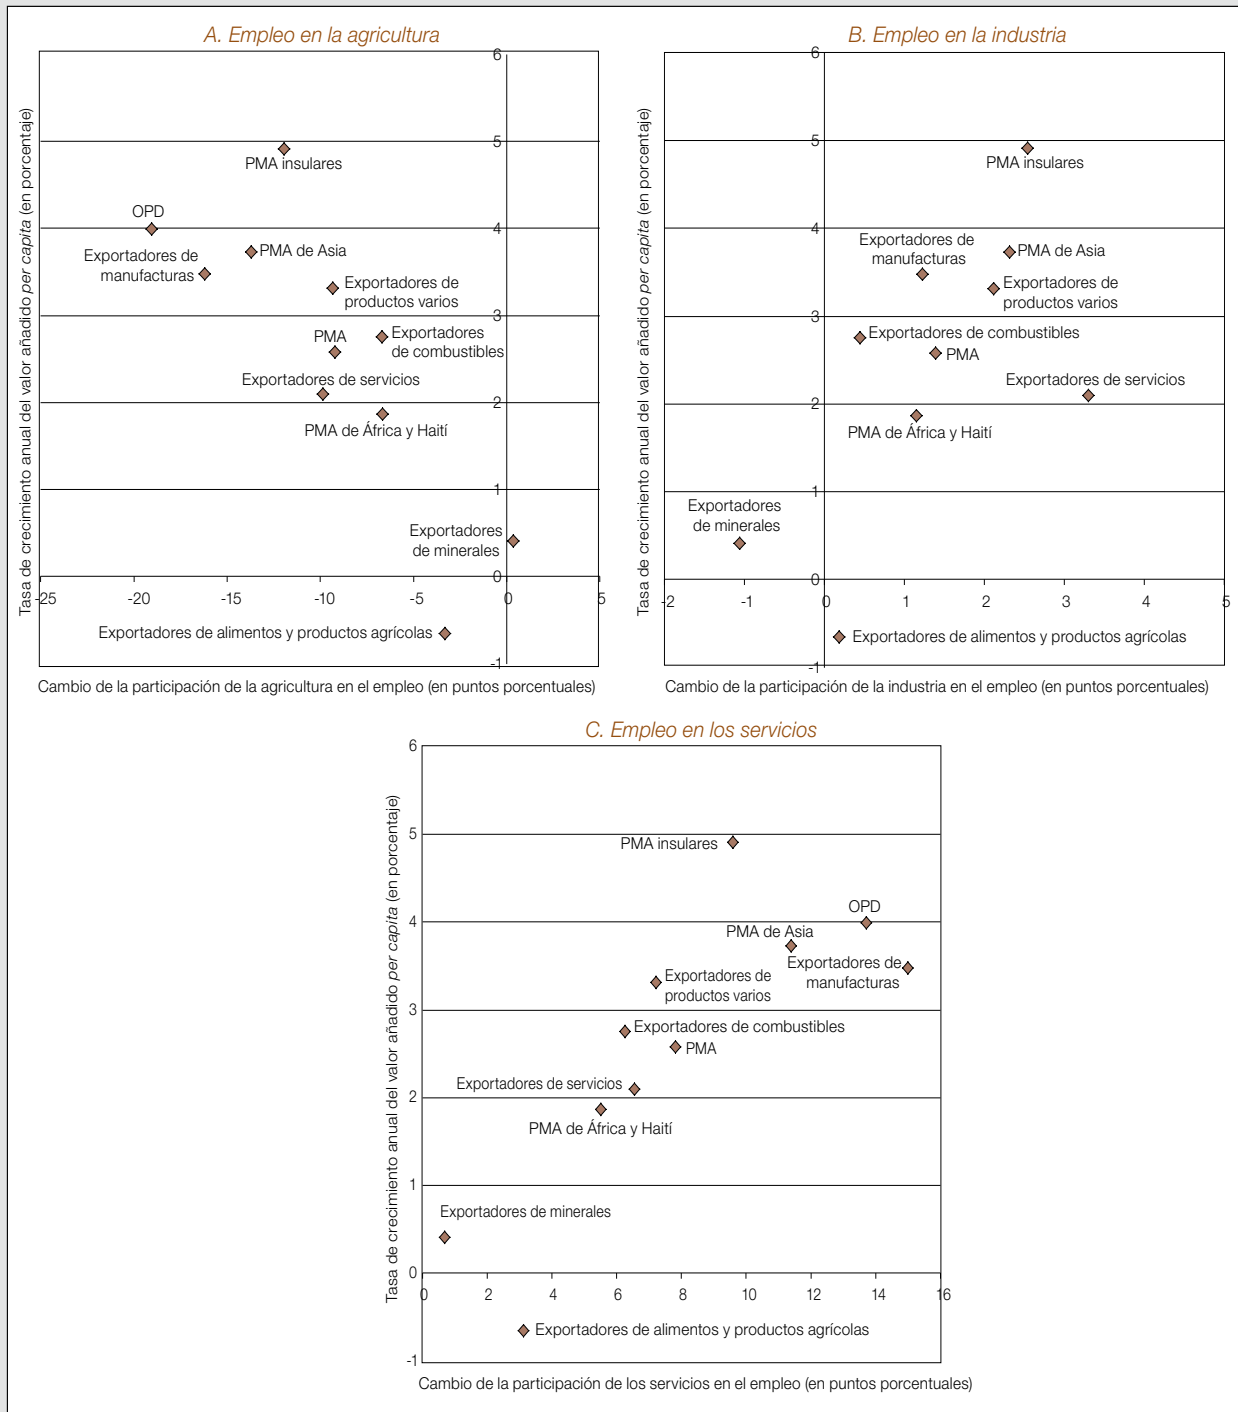 A. Empleo en la agricultura
Tasa de crecimiento anual del valor añadido per capita (en porcentaje)
6
5
4
3
2
1
0
-1
PMA insulares
OPD
PMA de Asia
Exportadores de
manufacturas
Exportadores de
productos varios
PMA
Exportadores
de combustibles
Exportadores de servicios
PMA de África y Haití
Exportadores
de minerales
-25
-20
-15
-10
-5
0
5
Exportadores de alimentos y productos agrícolas
Cambio de la participación de la agricultura en el empleo (en puntos porcentuales)
B. Empleo en la industria
Tasa de crecimiento anual del valor añadido per capita (en porcentaje)
6
5
4
3
2
1
0
-1
PMA insulares
Exportadores de
manufacturas
PMA de Asia
Exportadores de
productos varios
Exportadores de combustibles
PMA
Exportadores de servicios
PMA de África y Haití
Exportadores
de minerales
-2
-1
0
1
2
3
4
5
Exportadores de alimentos y productos agrícolas
Cambio de la participación de la industria en el empleo (en puntos porcentuales)
C. Empleo en los servicios
Tasa de crecimiento anual del valor añadido per capita (en porcentaje)
6
5
4
3
2
1
0
-1
PMA insulares
OPD
PMA de Asia
Exportadores de
manufacturas
Exportadores de
productos varios
Exportadores de combustibles
PMA
Exportadores de servicios
PMA de África y Haití
Exportadores de minerales
0
2
4
6
8
10
12
14
16
Exportadores de alimentos y productos agrícolas
Cambio de la participación de los servicios en el empleo (en puntos porcentuales)